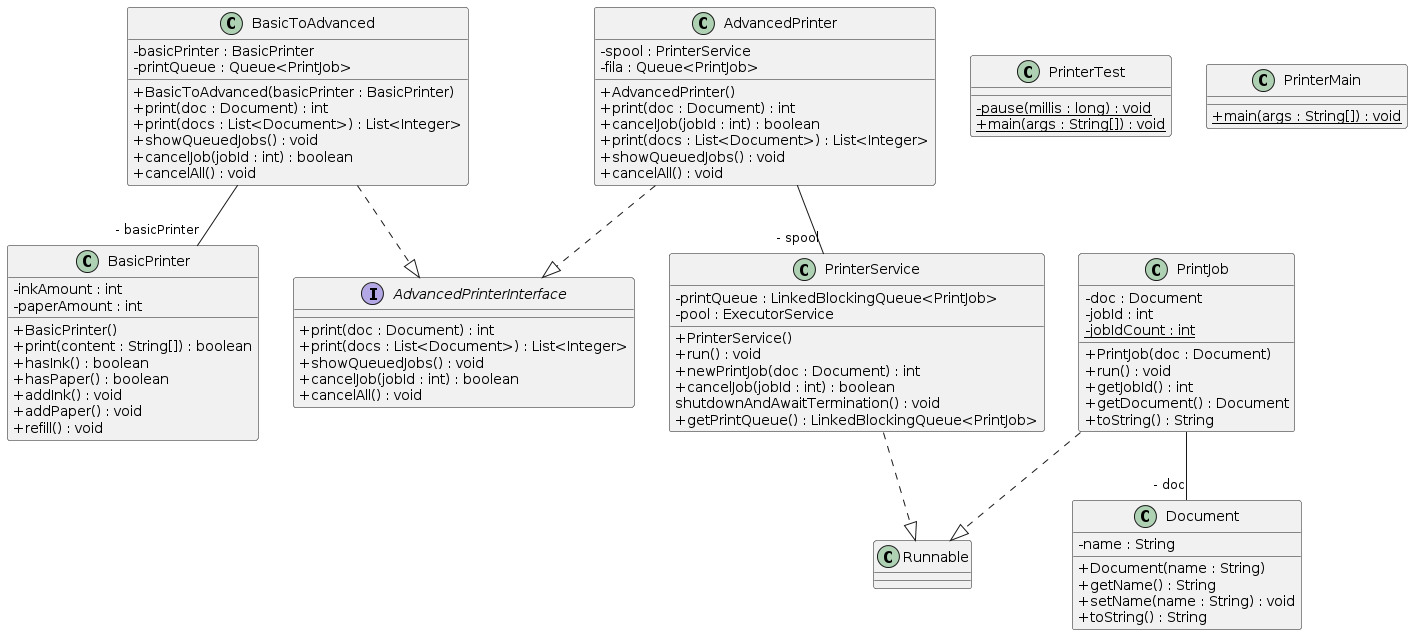 C BasicToAdvanced
-basicPrinter : BasicPrinter
-printQueue : Queue<PrintJob>
+BasicToAdvanced(basicPrinter : BasicPrinter)
+print(doc : Document) : int
+print(docs : List<Document>) : List<Integer>
+showQueuedJobs() : void
+cancelJob(jobId : int) : boolean
+cancelAll() : void
C AdvancedPrinter
-spool : PrinterService
-fila : Queue<PrintJob>
+AdvancedPrinter()
+print(doc : Document) : int
+cancelJob(jobId : int) : boolean
+print(docs : List<Document>) : List<Integer>
+showQueuedJobs() : void
+cancelAll() : void
C PrinterTest
-pause(millis : long) : void
+main(args : String[]) : void
C PrinterMain
+main(args : String[]) : void
- basicPrinter
- spool
C BasicPrinter
-inkAmount : int
-paperAmount : int
+BasicPrinter()
+print(content : String[]) : boolean
+hasInk() : boolean
+hasPaper() : boolean
+addInk() : void
+addPaper() : void
+refill() : void
I AdvancedPrinterInterface
+print(doc : Document) : int
+print(docs : List<Document>) : List<Integer>
+showQueuedJobs() : void
+cancelJob(jobId : int) : boolean
+cancelAll() : void
C PrinterService
-printQueue : LinkedBlockingQueue<PrintJob>
-pool : ExecutorService
+PrinterService()
+run() : void
+newPrintJob(doc : Document) : int
+cancelJob(jobId : int) : boolean
shutdownAndAwaitTermination() : void
+getPrintQueue() : LinkedBlockingQueue<PrintJob>
C PrintJob
-doc : Document
-jobId : int
-jobIdCount : int
+PrintJob(doc : Document)
+run() : void
+getJobId() : int
+getDocument() : Document
+toString() : String
- doc
C Runnable
C Document
-name : String
+Document(name : String)
+getName() : String
+setName(name : String) : void
+toString() : String